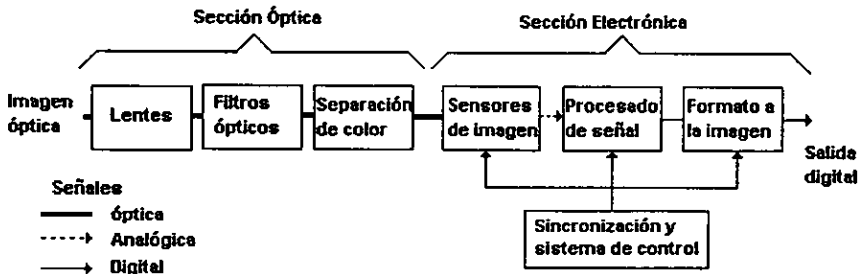 Sección Óptica
Sección Electrónica
Imagen
óptica
Lentes
Filtros
ópticos
Separación
de color
Sensores
de imagen
Procesado
de señal
Formato a
la imagen
Salida
digital
Señales
óptica
Analógica
Digital
Sincronización y
sistema de control